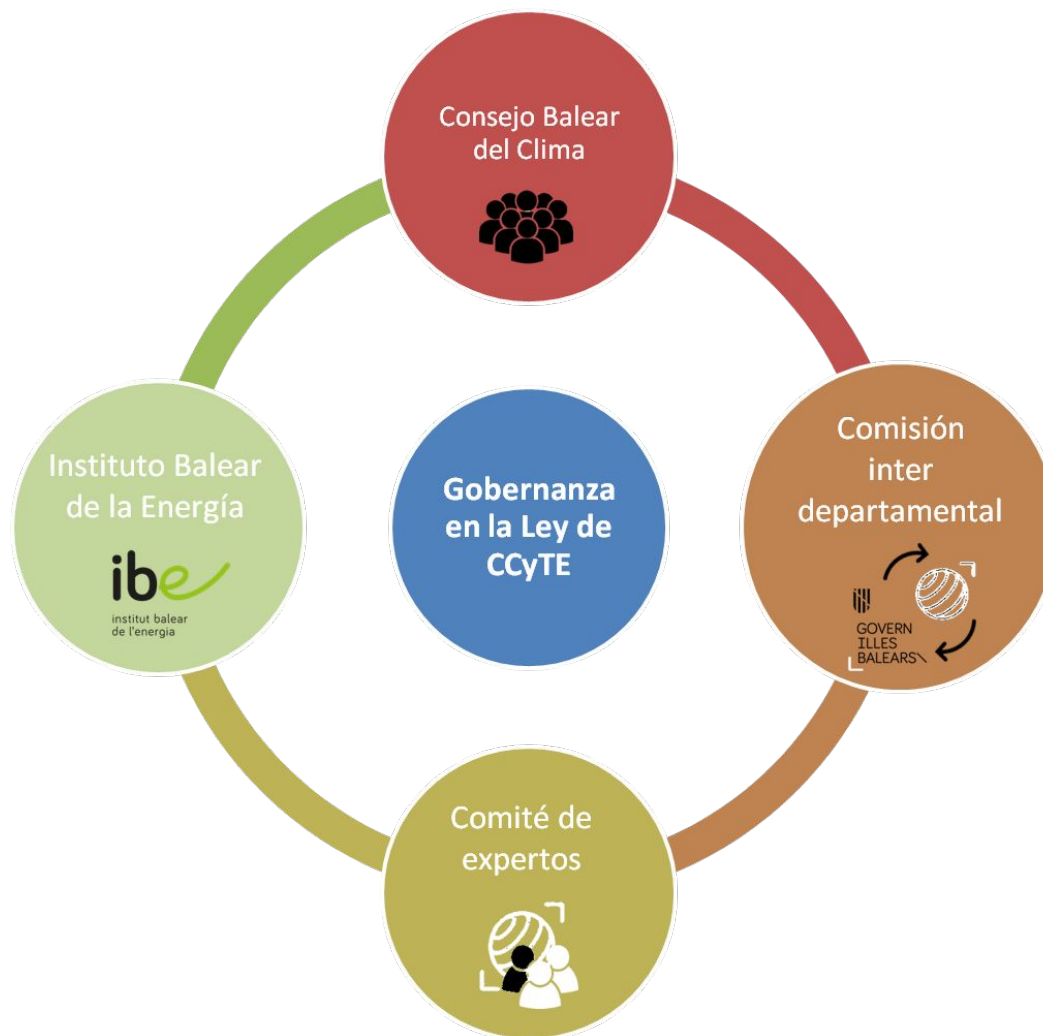 Consejo Balear
del Clima
Instituto Balear
de la Energía
ibe
institut balear
de l'energia
Gobernanza
en la Ley de
CCyTE
Comisión
inter
departamental
GOVERN
ILLES
BALEARS
Comité de
expertos